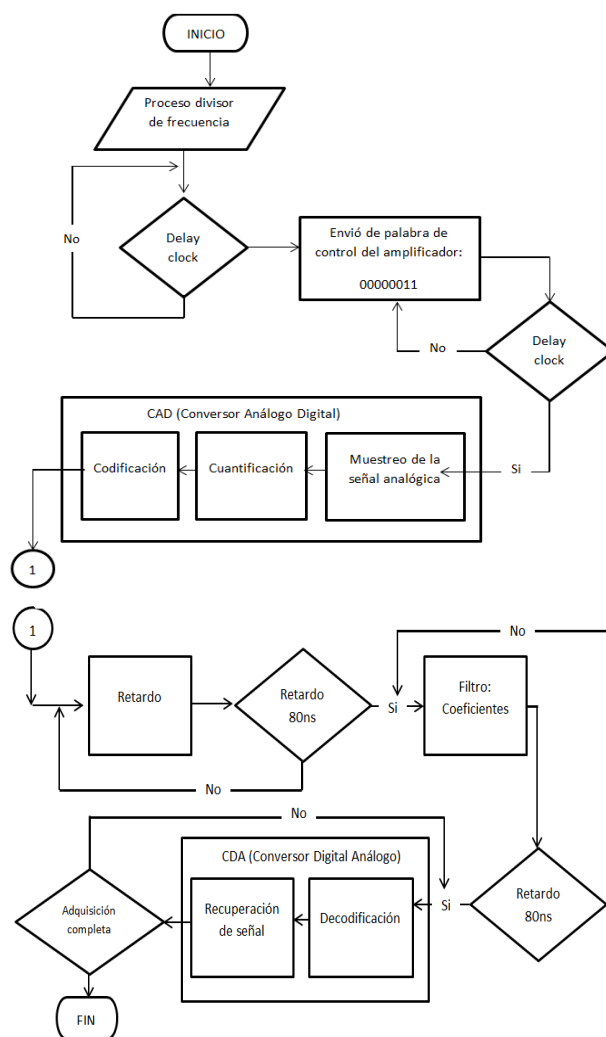 INICIO
Proceso divisor
de frecuencia
No
Delay
clock
Envió de palabra de
control del amplificador:
00000011
No
Delay
clock
Si
CAD (Conversor Análogo Digital)
Codificación
Cuantificación
Muestreo de la
señal analógica
1
1
Retardo
Retardo
80ns
No
Si
No
Filtro:
Coeficientes
Retardo
80ns
Si
No
CDA (Conversor Digital Análogo)
Recuperación
de señal
Decodificación
Adquisición
completa
FIN